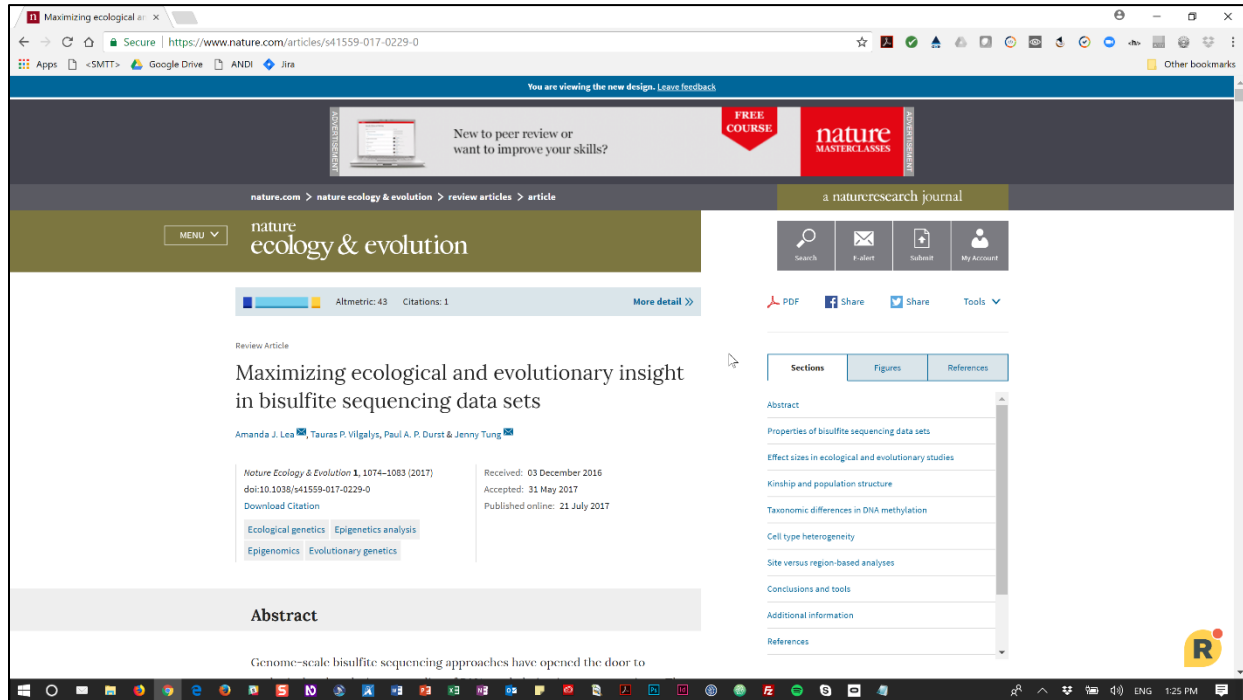 Maximizing ecological an
Secure | https://www.nature.com/articles/s41559-017-0229-0
Apps <SMTT> Google Drive ANDI Jira Other bookmarks
You are viewing the new design. Leave feedback
ADVERTISEMENT
New to peer review or
want to improve your skills?
FREE
COURSE
nature
MASTERCLASSES
ADVERTISEMENT
nature.com > nature ecology & evolution > review articles > article
a natureresearch journal
MENU
nature
ecology & evolution
Search E-alert Submit My Account
Altmetric: 43 Citations: 1 More detail »
PDF Share Share Tools
Review Article
Maximizing ecological and evolutionary insight
in bisulfite sequencing data sets
Amanda J. Lea, Tauras P. Vilgalys, Paul A. P. Durst & Jenny Tung
Nature Ecology & Evolution 1, 1074–1083 (2017)
doi:10.1038/s41559-017-0229-0
Download Citation
Ecological genetics Epigenetics analysis
Epigenomics Evolutionary genetics
Received: 03 December 2016
Accepted: 31 May 2017
Published online: 21 July 2017
Abstract
Genome-scale bisulfite sequencing approaches have opened the door to
Sections Figures References
Abstract
Properties of bisulfite sequencing data sets
Effect sizes in ecological and evolutionary studies
Kinship and population structure
Taxonomic differences in DNA methylation
Cell type heterogeneity
Site versus region-based analyses
Conclusions and tools
Additional information
References
R
ENG 1:25 PM